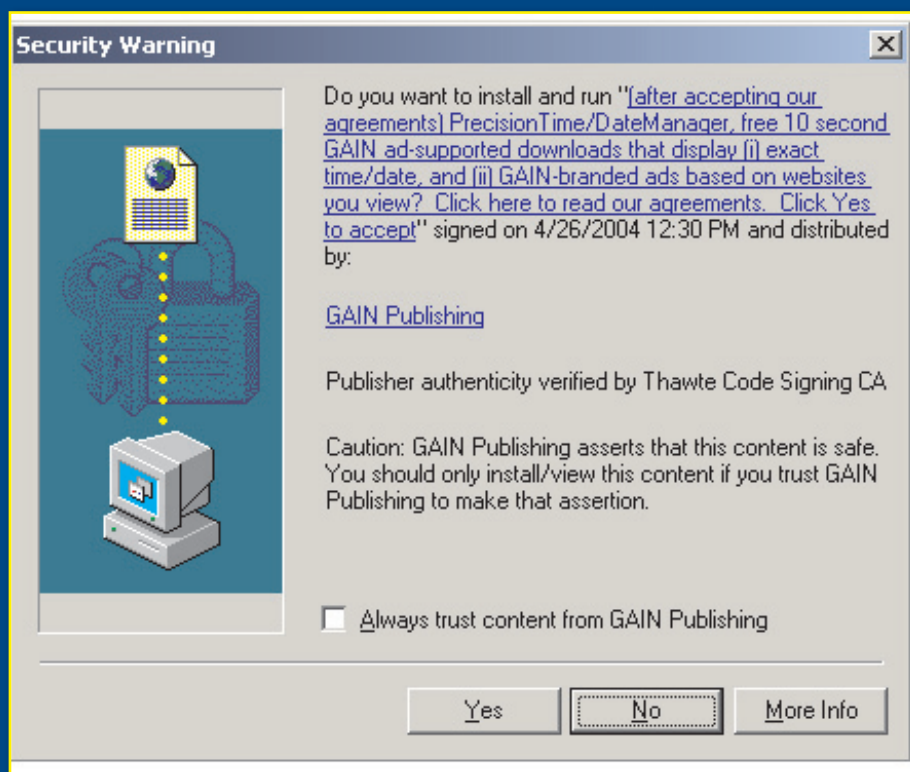 Security Warning
Do you want to install and run "(after accepting our
agreements) PrecisionTime/DateManager, free 10 second
GAIN ad-supported downloads that display (i) exact
time/date, and (ii) GAIN-branded ads based on websites
you view?  Click here to read our agreements.  Click Yes
to accept" signed on 4/26/2004 12:30 PM and distributed
by:
GAIN Publishing
Publisher authenticity verified by Thawte Code Signing CA
Caution: GAIN Publishing asserts that this content is safe.
You should only install/view this content if you trust GAIN
Publishing to make that assertion.
Always trust content from GAIN Publishing
Yes No More Info